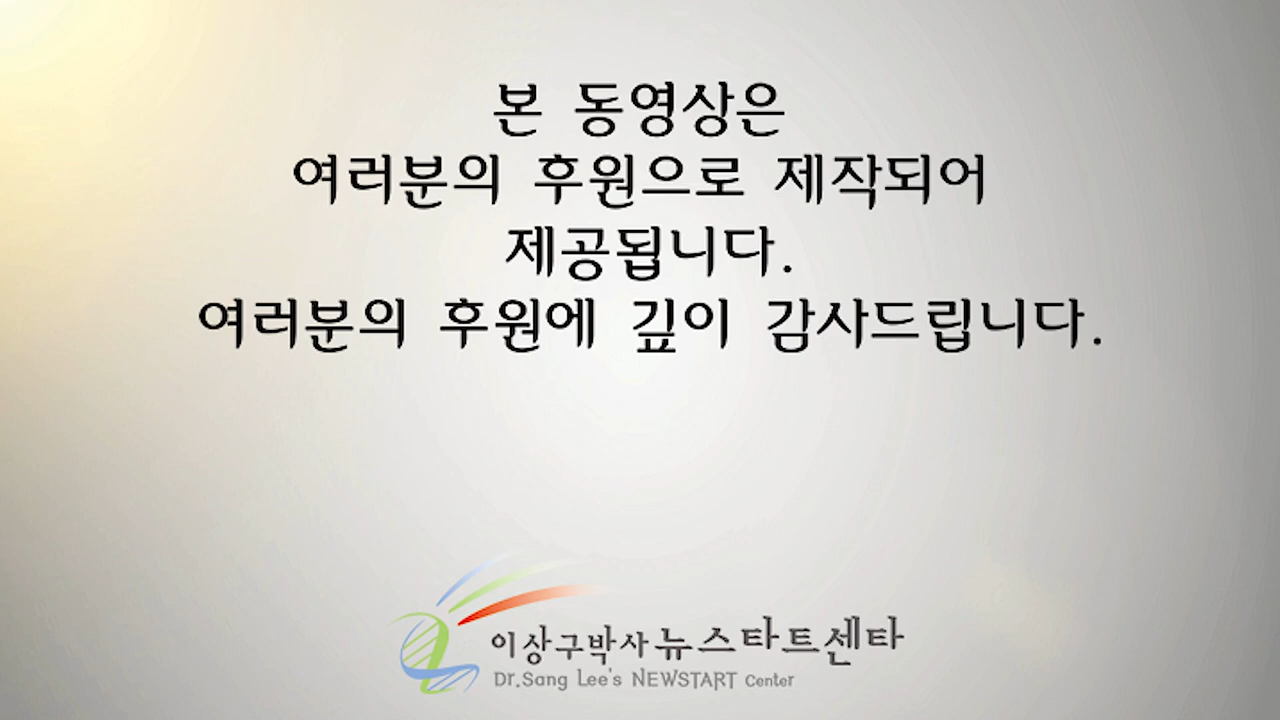 본 동영상은
여러분의 후원으로 제작되어
제공됩니다.
여러분의 후원에 깊이 감사드립니다.
이상구박사뉴스타트센타
Dr.Sang Lee's NEWSTART Center